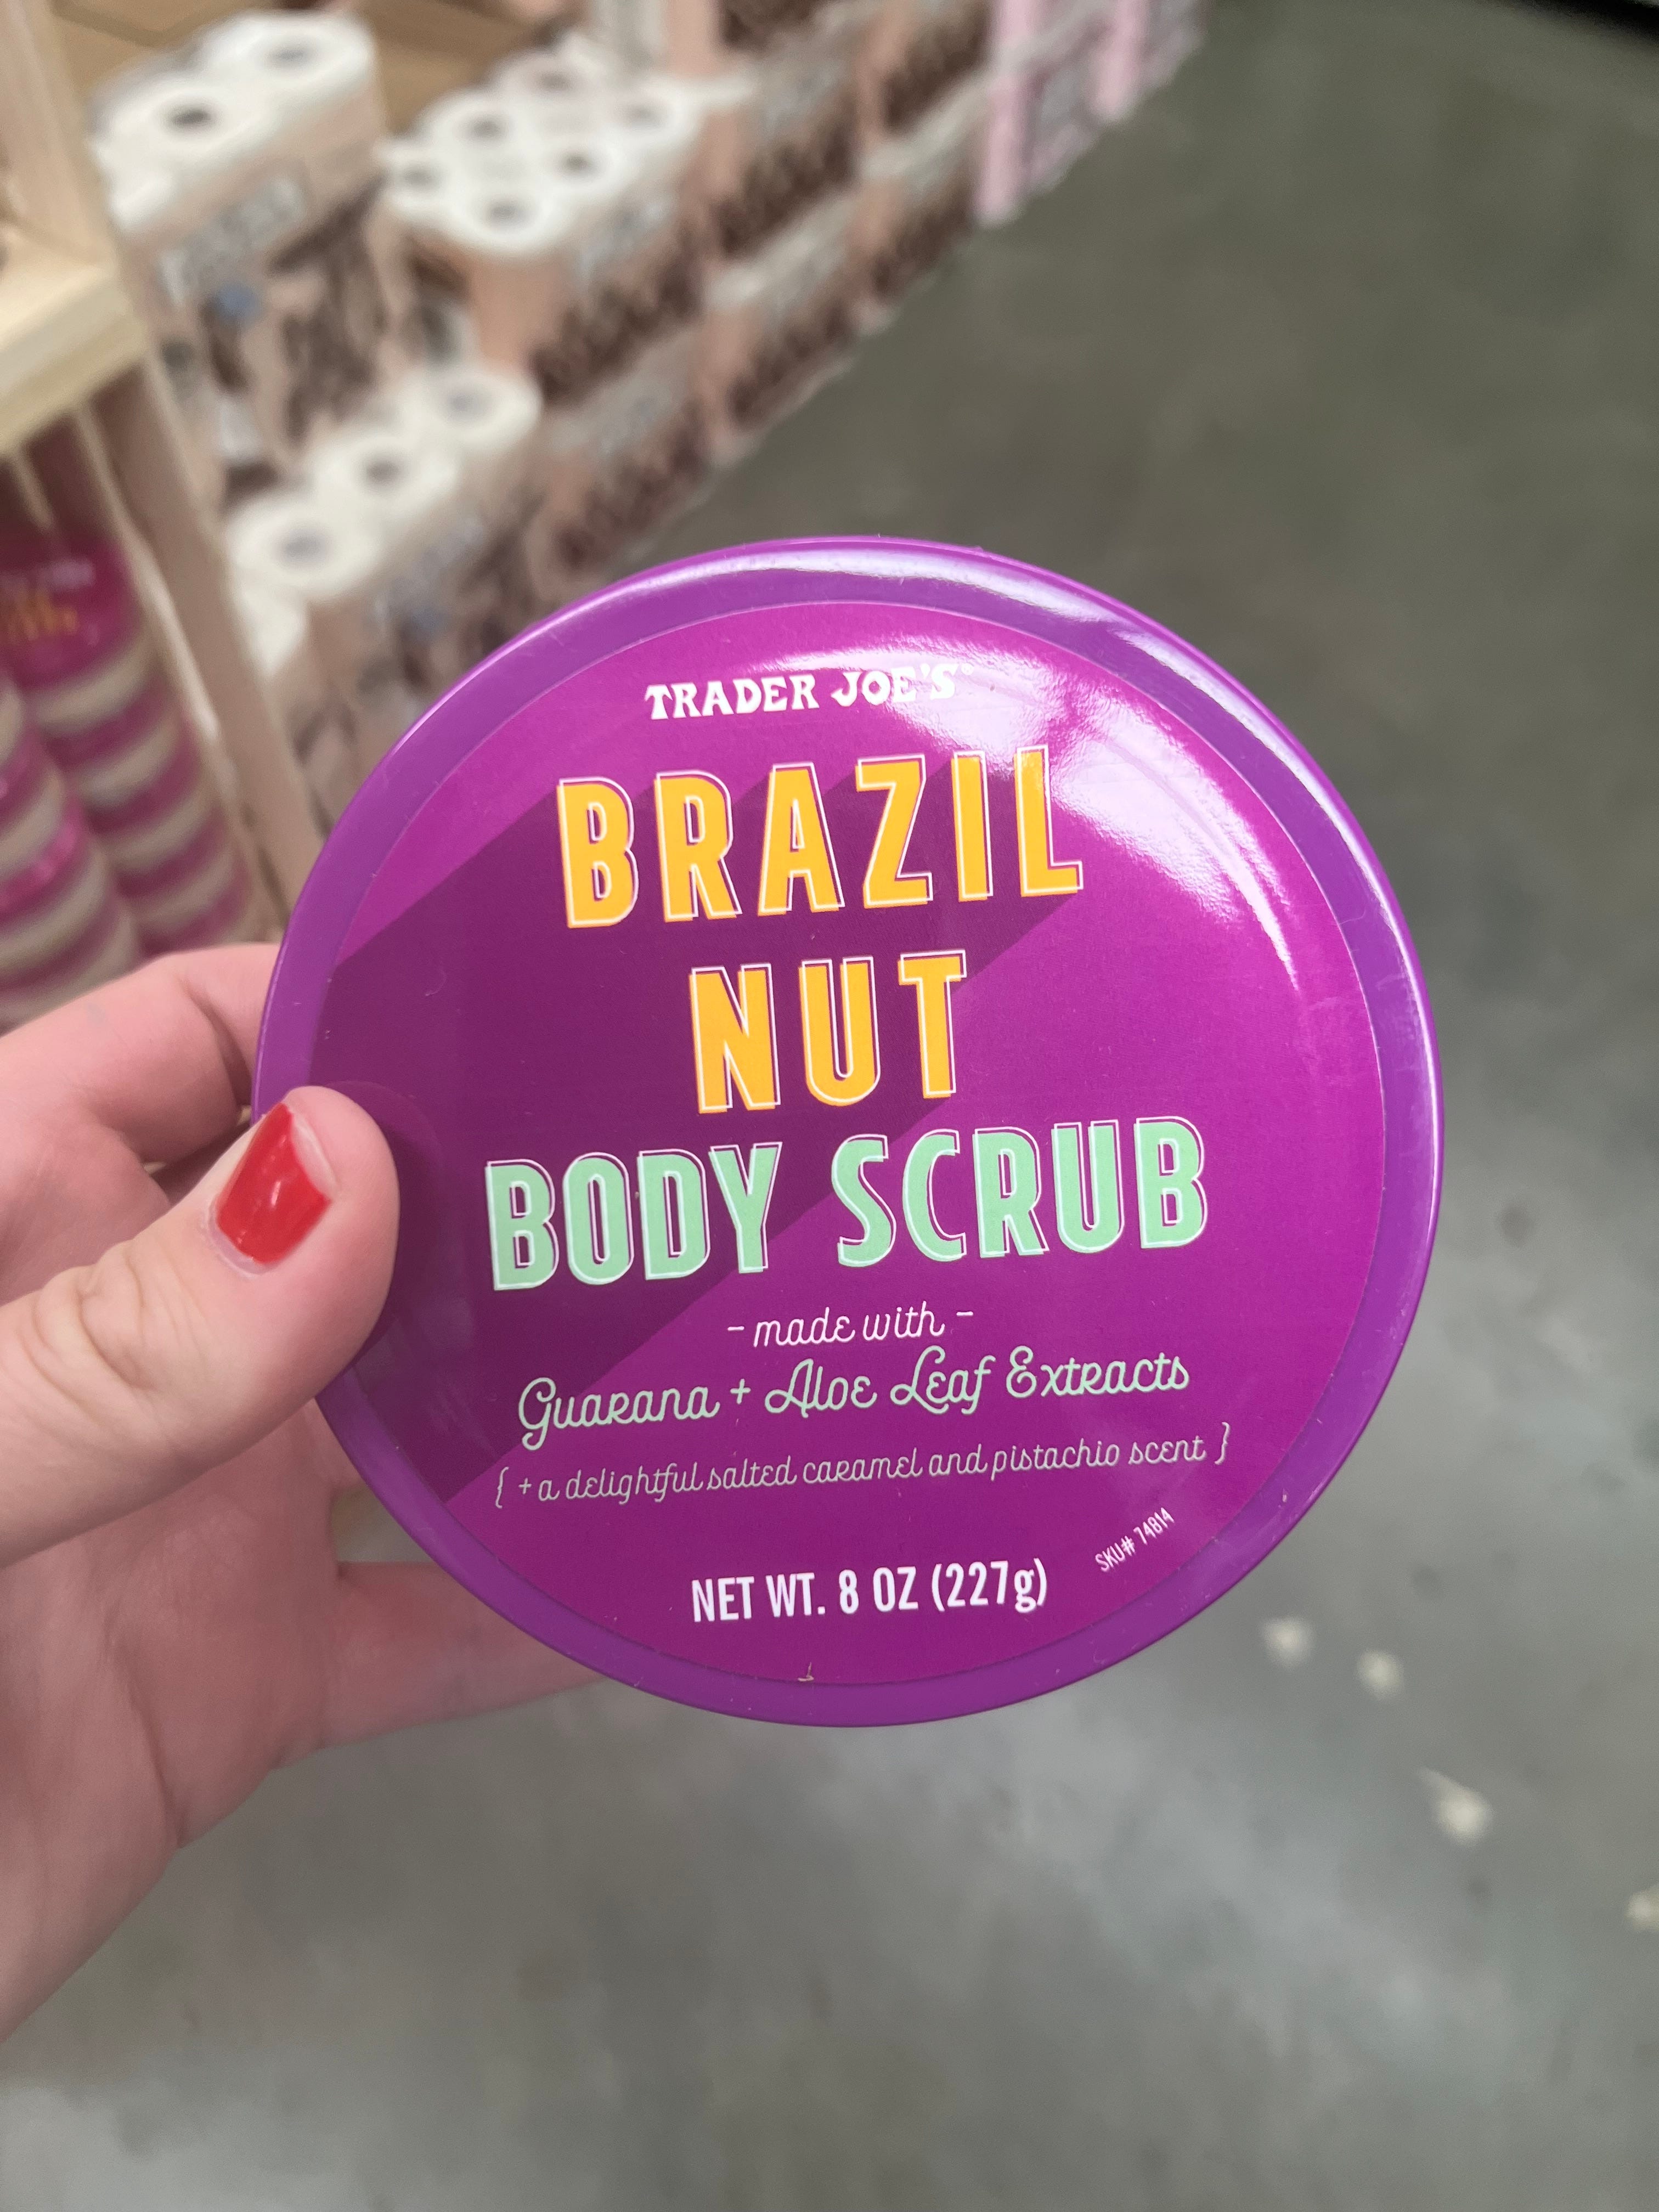 TRADER JOE'S
BRAZIL
NUT
BODY SCRUB
- made with -
Guarana + Aloe Leaf Extracts
{ + a delightful salted caramel and pistachio scent }
SKU# 74814
NET WT. 8 OZ (227g)